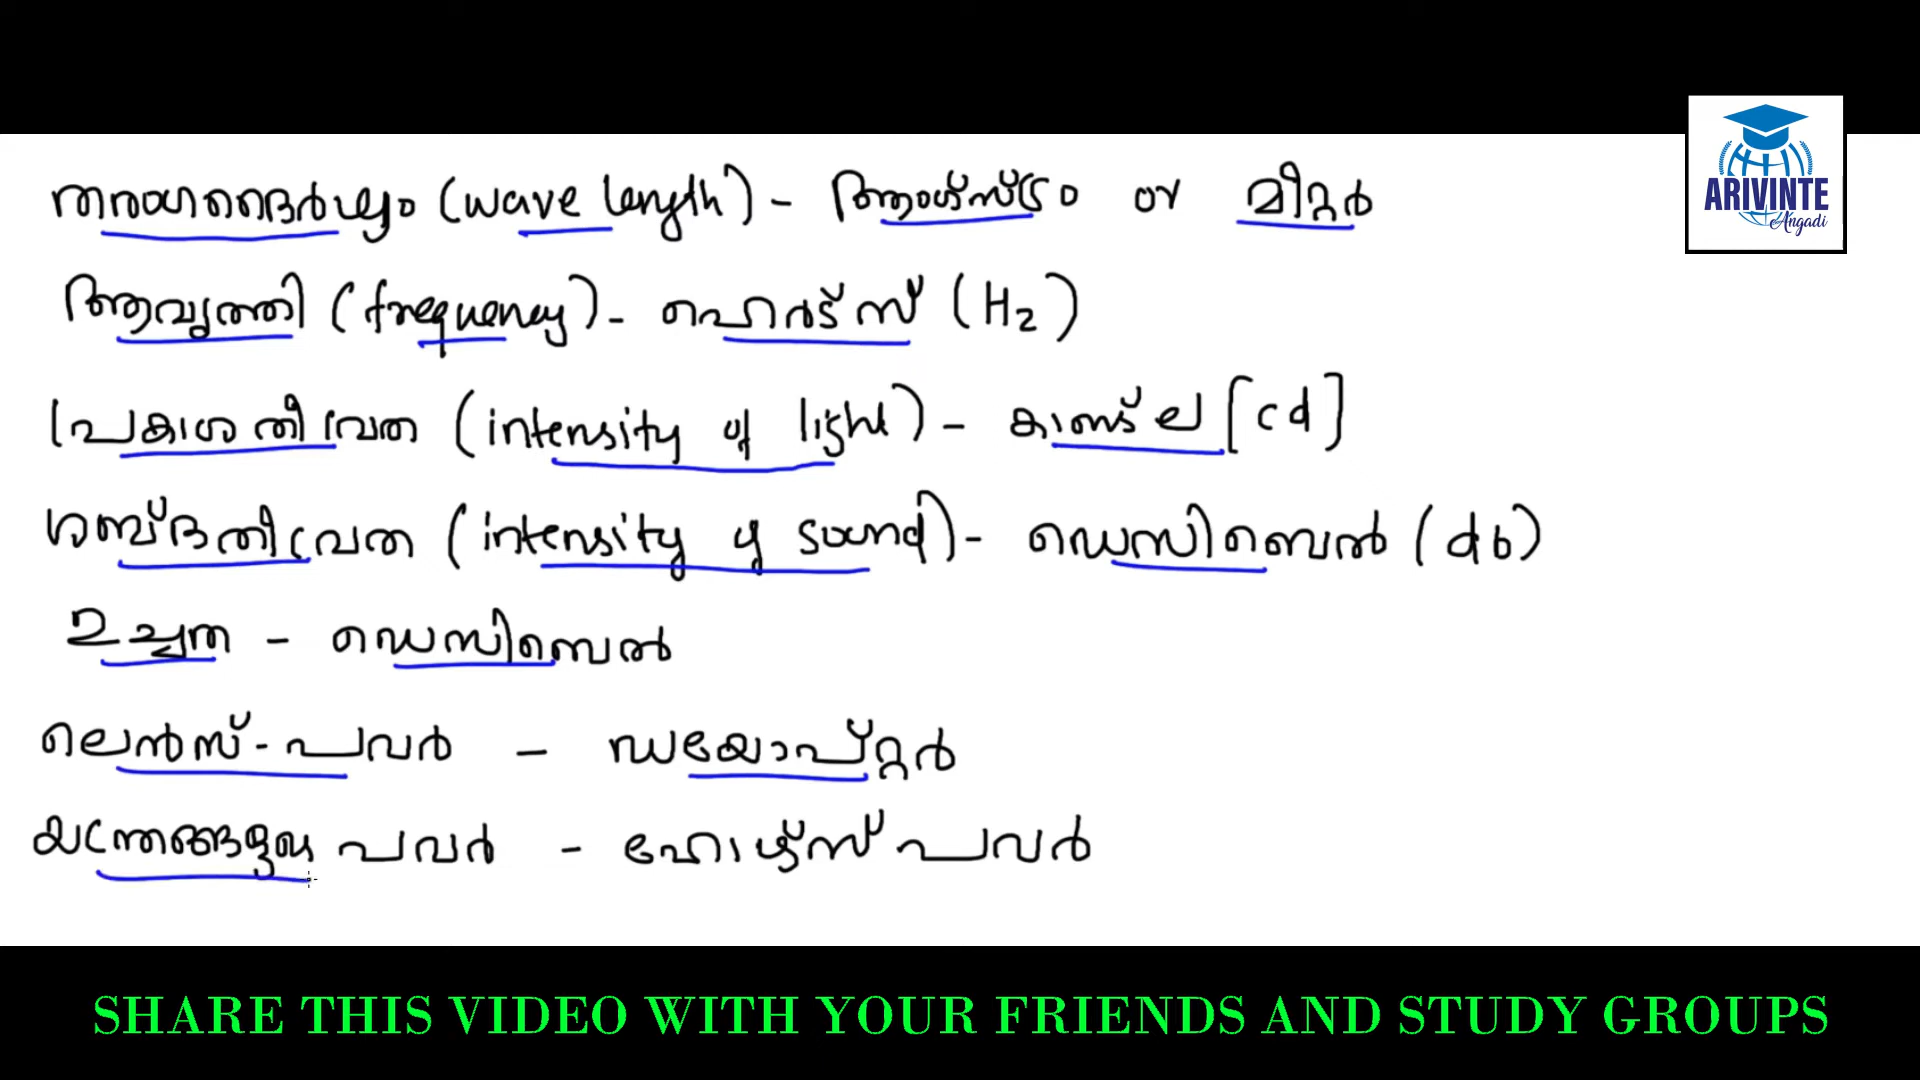 തരംഗദൈർഘ്യം (wave length) - ആംഗ്സ്ട്രം or മീറ്റർ
ആവൃത്തി (frequency) - ഹെർട്സ് (Hz)
പ്രകാശതീവ്രത (intensity of light) - കാണ്ട്ല [cd]
ശബ്ദതീവ്രത (intensity of sound) - ഡെസിബെൽ (db)
ഉച്ചത - ഡെസിബെൽ
ലെൻസ് - പവർ - ഡയോപ്റ്റർ
യന്ത്രങ്ങളുടെ പവർ - ഹോഴ്സ് പവർ
ARIVINTE
Angadi
SHARE THIS VIDEO WITH YOUR FRIENDS AND STUDY GROUPS